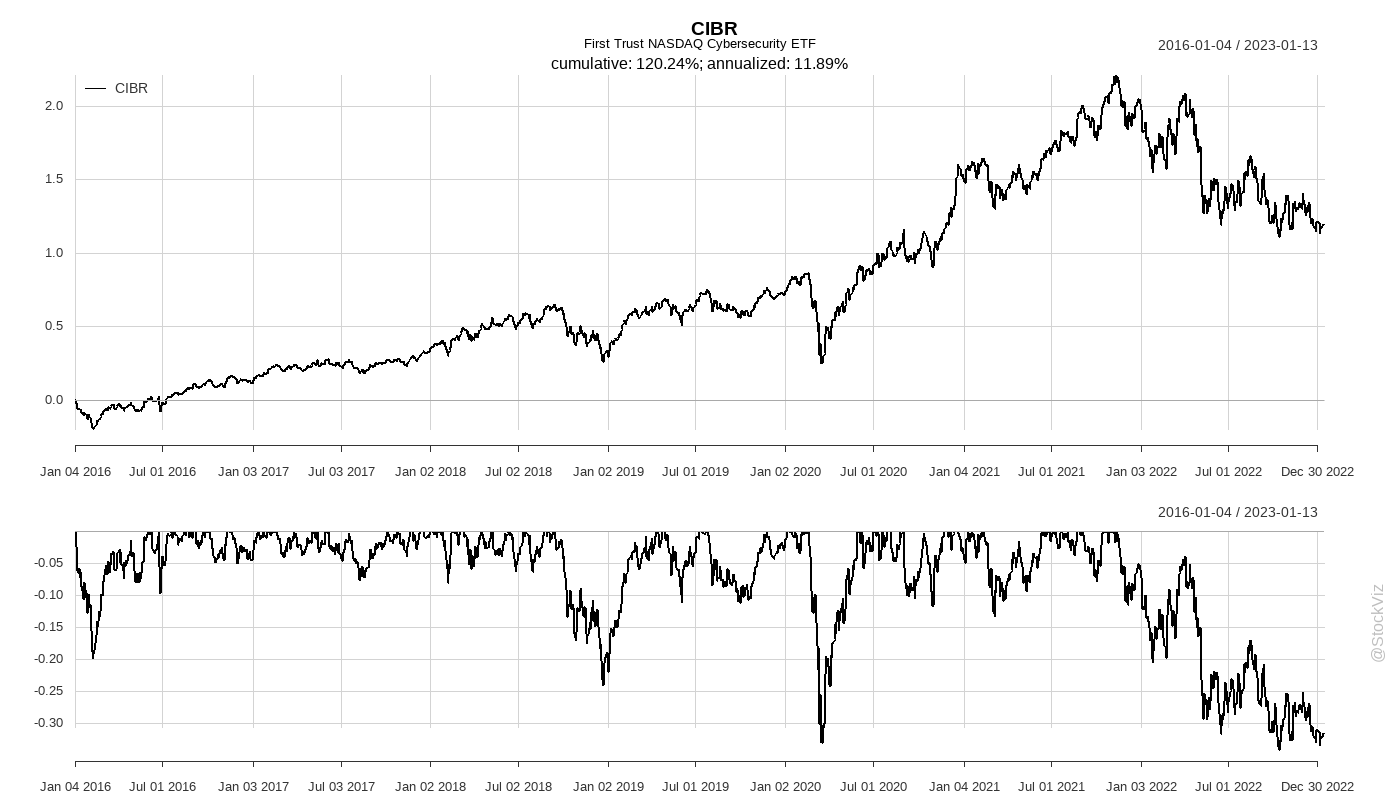 CIBR
First Trust NASDAQ Cybersecurity ETF
cumulative: 120.24%; annualized: 11.89%
2016-01-04 / 2023-01-13
CIBR
2.0
1.5
1.0
0.5
0.0
Jan 04 2016 Jul 01 2016 Jan 03 2017 Jul 03 2017 Jan 02 2018 Jul 02 2018 Jan 02 2019 Jul 01 2019 Jan 02 2020 Jul 01 2020 Jan 04 2021 Jul 01 2021 Jan 03 2022 Jul 01 2022 Dec 30 2022
2016-01-04 / 2023-01-13
-0.05
-0.10
-0.15
-0.20
-0.25
-0.30
Jan 04 2016 Jul 01 2016 Jan 03 2017 Jul 03 2017 Jan 02 2018 Jul 02 2018 Jan 02 2019 Jul 01 2019 Jan 02 2020 Jul 01 2020 Jan 04 2021 Jul 01 2021 Jan 03 2022 Jul 01 2022 Dec 30 2022
@StockViz